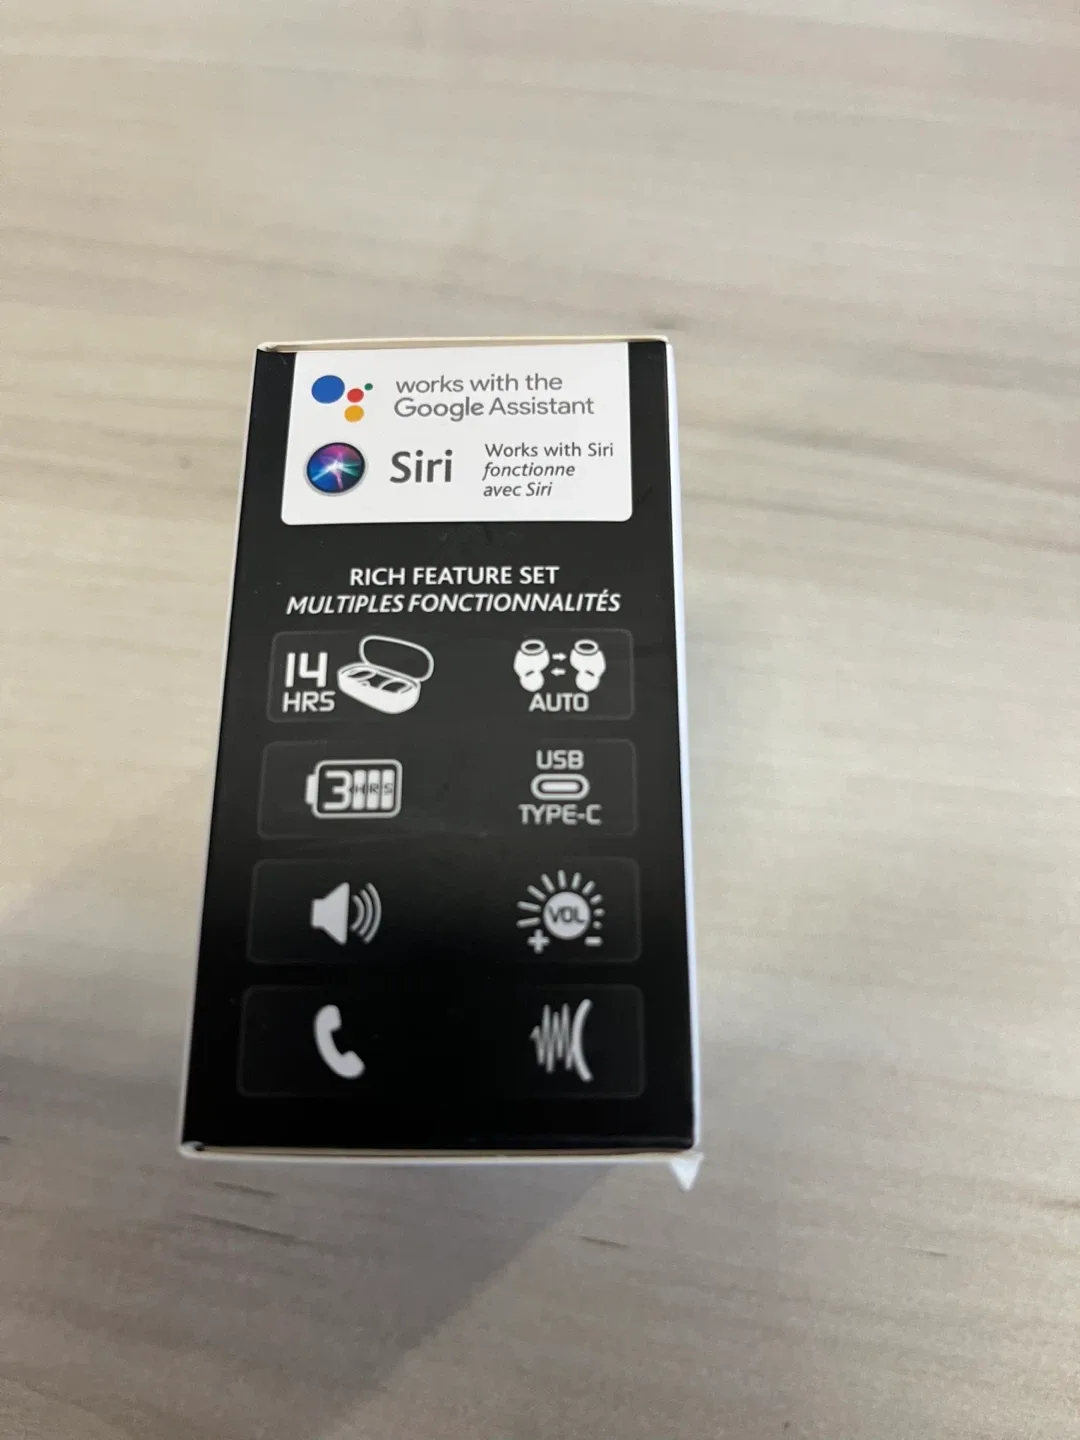 works with the
Google Assistant
Siri
Works with Siri
fonctionne
avec Siri
RICH FEATURE SET
MULTIPLES FONCTIONNALITÉS
14
HRS
AUTO
3 HRS
USB
TYPE-C
VOL
+ -